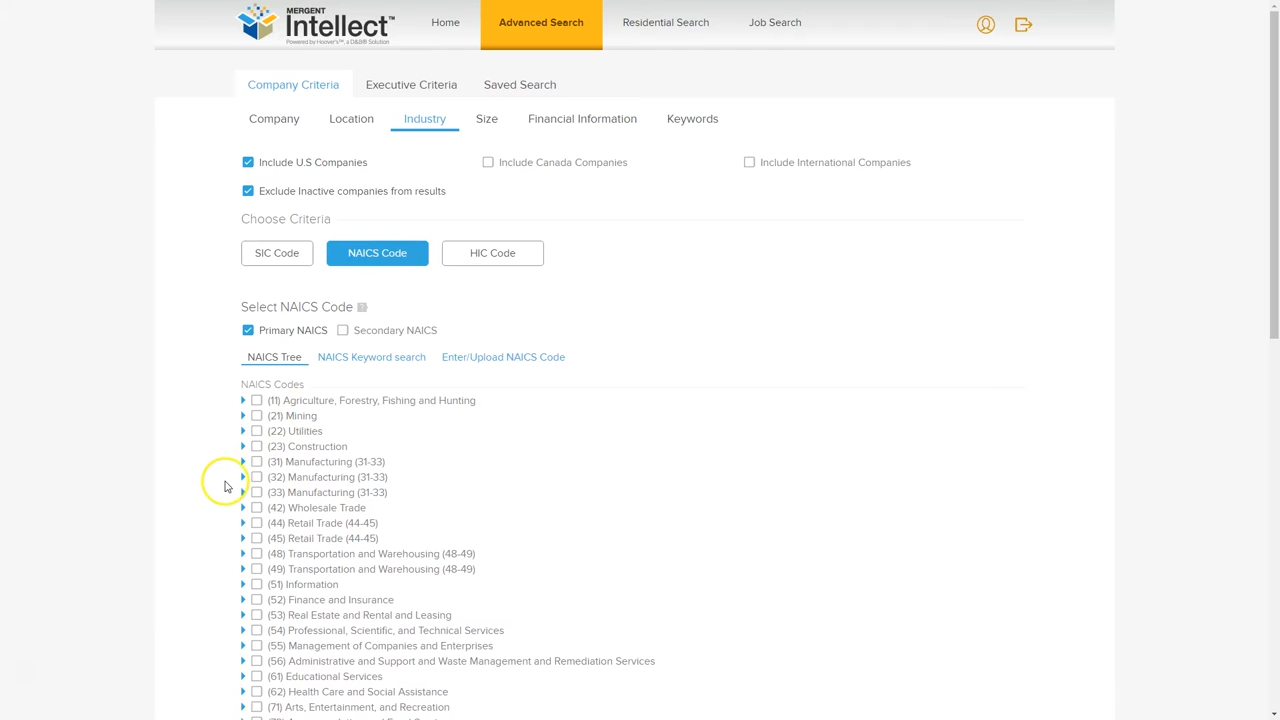 MERGENT
Intellect™
Powered by Hoover's™, a D&B® Solution
Home
Advanced Search
Residential Search
Job Search
Company Criteria
Executive Criteria
Saved Search
Company
Location
Industry
Size
Financial Information
Keywords
Include U.S Companies
Include Canada Companies
Include International Companies
Exclude Inactive companies from results
Choose Criteria
SIC Code
NAICS Code
HIC Code
Select NAICS Code
Primary NAICS
Secondary NAICS
NAICS Tree
NAICS Keyword search
Enter/Upload NAICS Code
NAICS Codes
(11) Agriculture, Forestry, Fishing and Hunting
(21) Mining
(22) Utilities
(23) Construction
(31) Manufacturing (31-33)
(32) Manufacturing (31-33)
(33) Manufacturing (31-33)
(42) Wholesale Trade
(44) Retail Trade (44-45)
(45) Retail Trade (44-45)
(48) Transportation and Warehousing (48-49)
(49) Transportation and Warehousing (48-49)
(51) Information
(52) Finance and Insurance
(53) Real Estate and Rental and Leasing
(54) Professional, Scientific, and Technical Services
(55) Management of Companies and Enterprises
(56) Administrative and Support and Waste Management and Remediation Services
(61) Educational Services
(62) Health Care and Social Assistance
(71) Arts, Entertainment, and Recreation